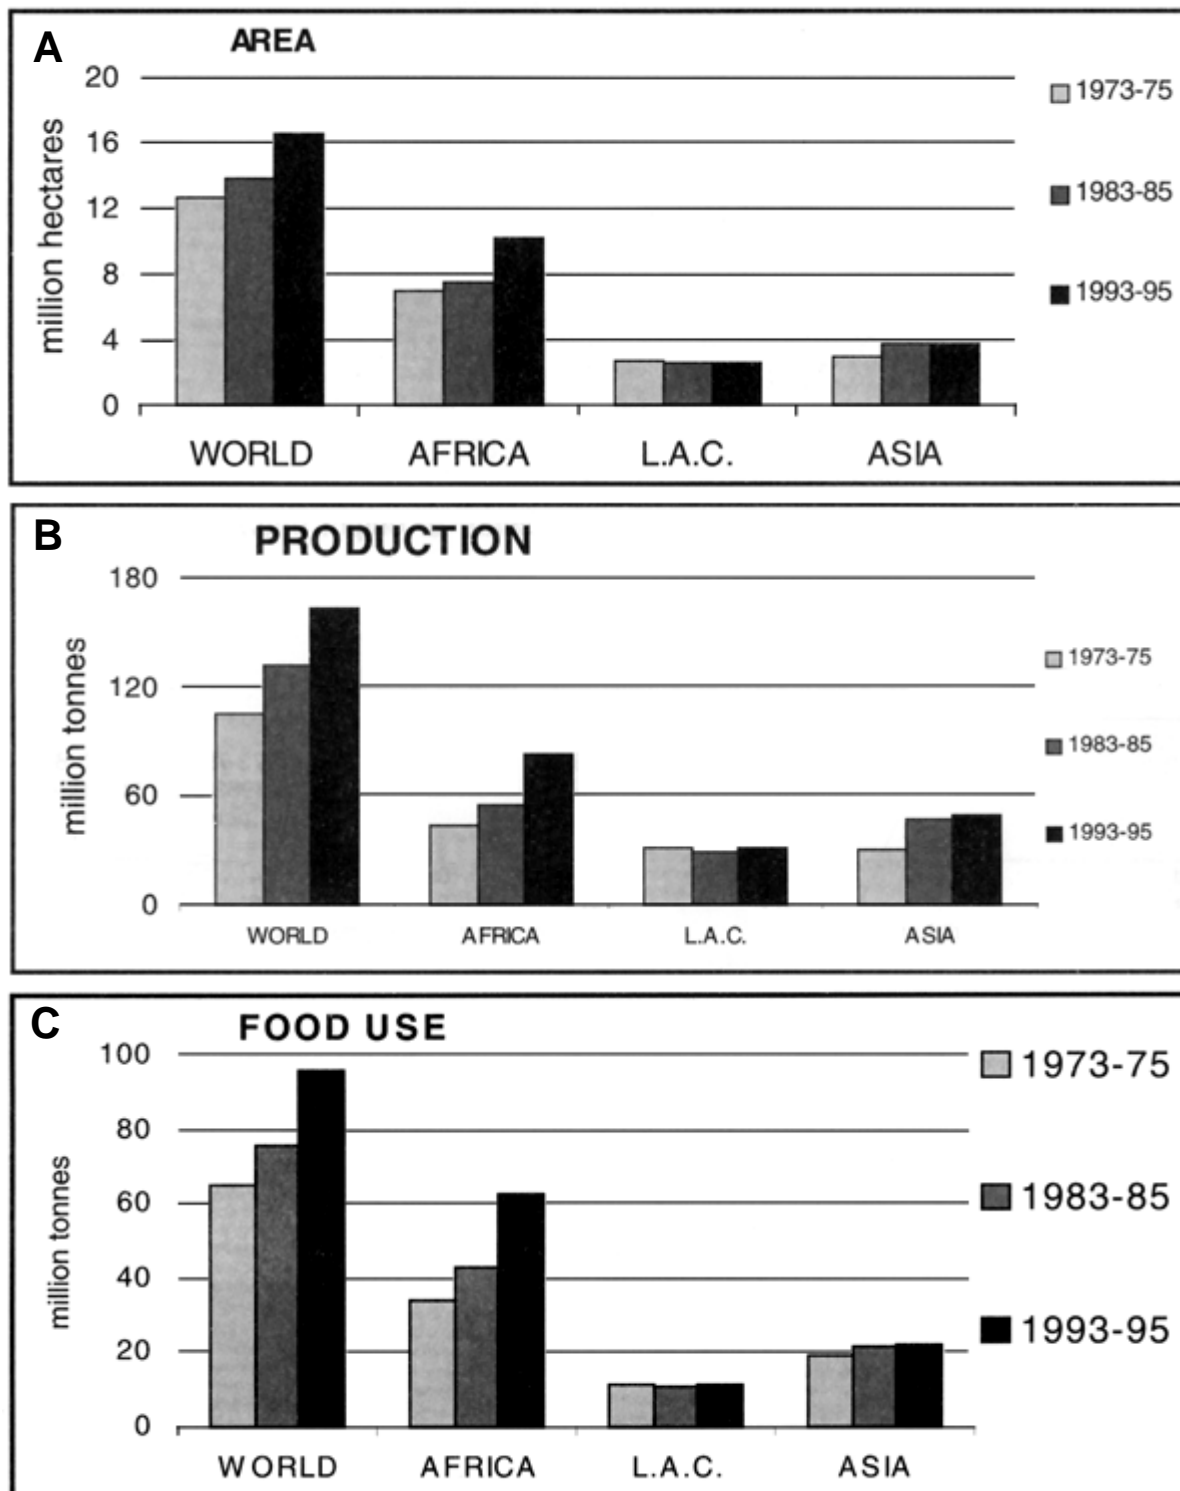 A
AREA
20
16
12
8
4
0
million hectares
WORLD
AFRICA
L.A.C.
ASIA
1973-75
1983-85
1993-95
B
PRODUCTION
180
120
60
0
million tonnes
WORLD
AFRICA
L.A.C.
ASIA
1973-75
1983-85
1993-95
C
FOOD USE
100
80
60
40
20
0
million tonnes
WORLD
AFRICA
L.A.C.
ASIA
1973-75
1983-85
1993-95